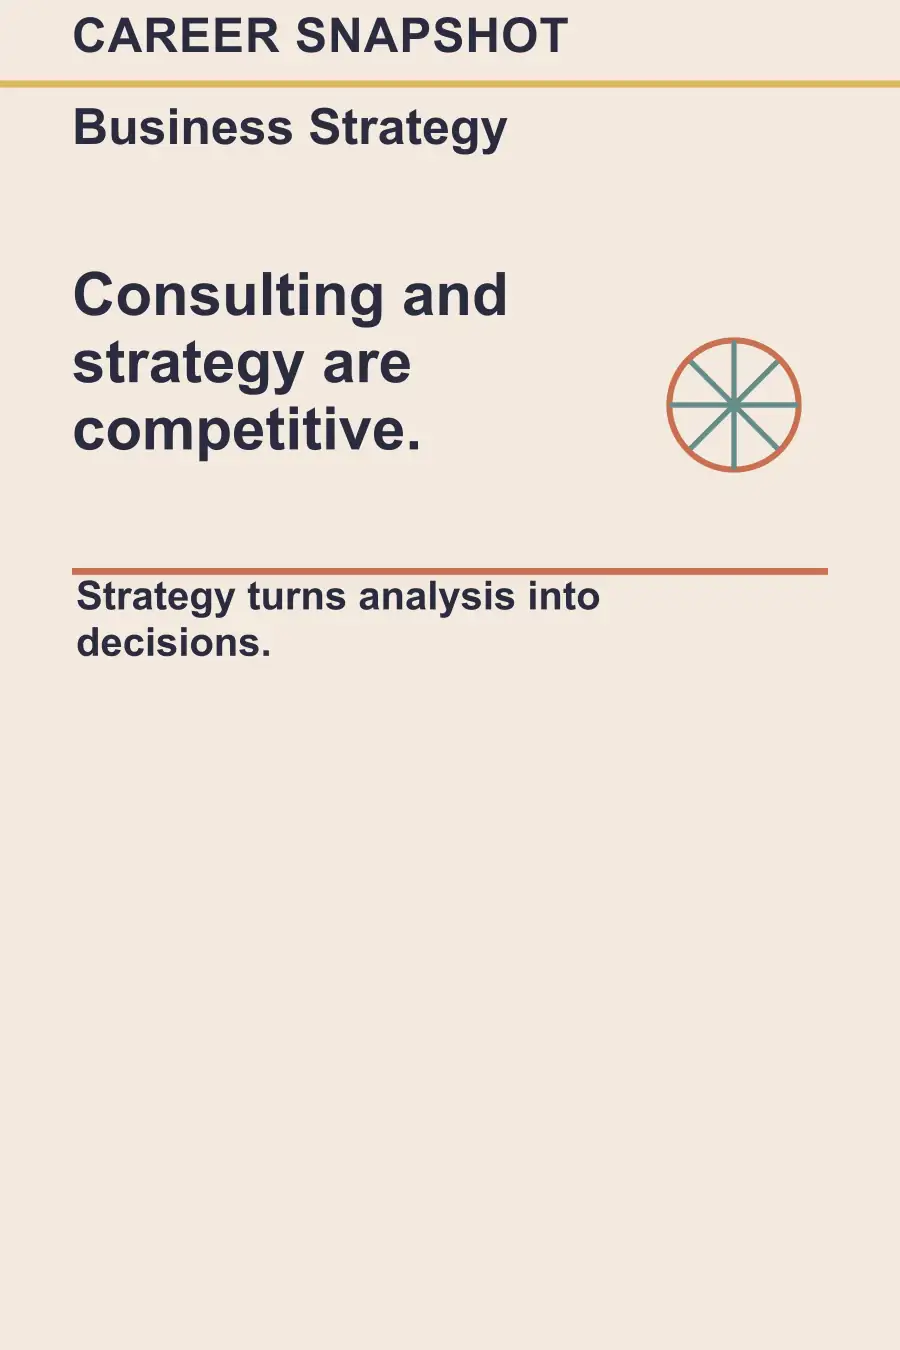 CAREER SNAPSHOT
Business Strategy
Consulting and
strategy are
competitive.
Strategy turns analysis into
decisions.